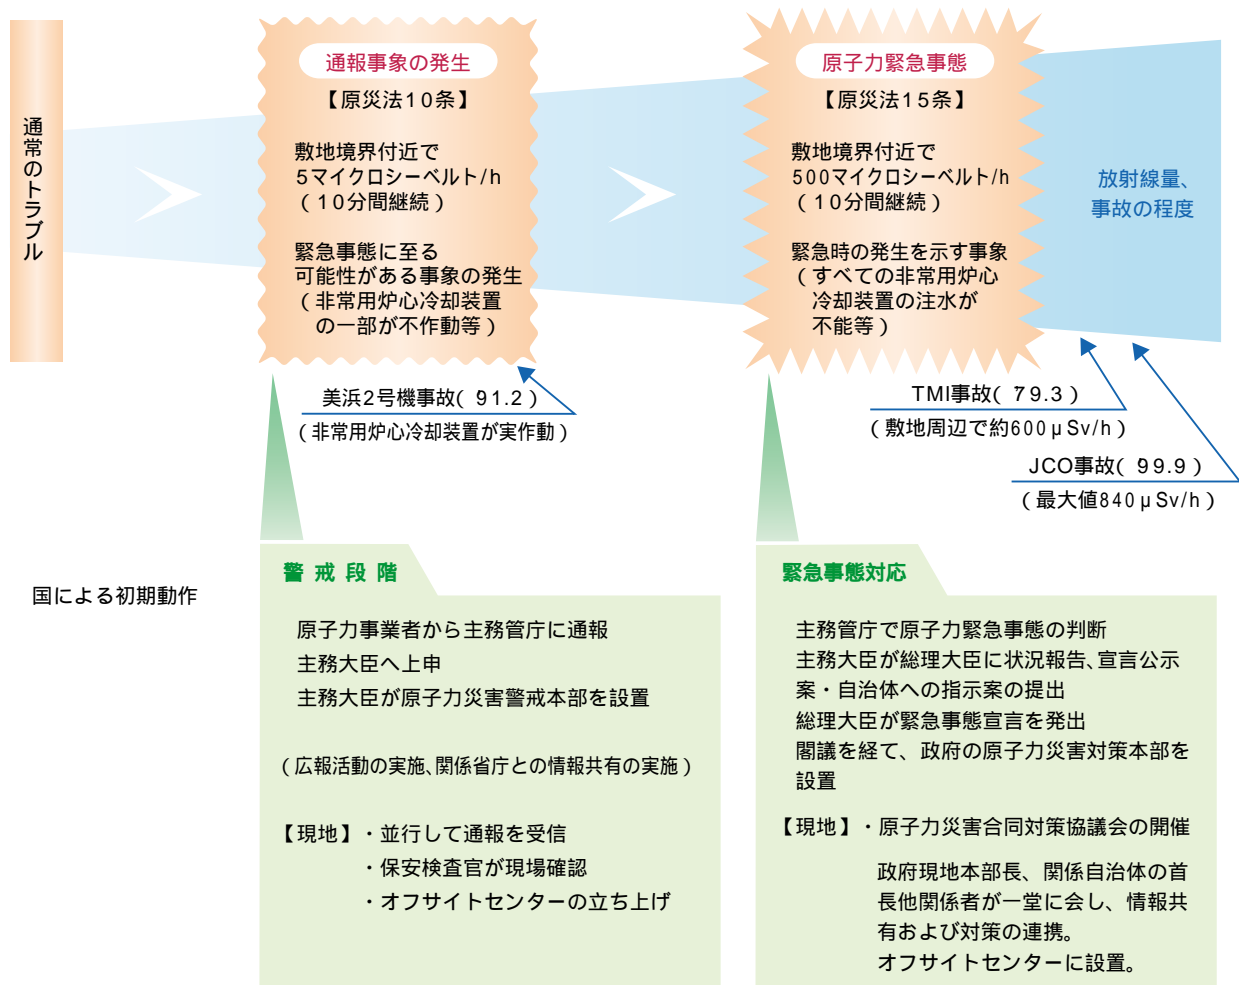 通常のトラブル
通報事象の発生
【原災法10条】
敷地境界付近で
5マイクロシーベルト/h
（10分間継続）
緊急事態に至る
可能性がある事象の発生
（非常用炉心冷却装置
の一部が不作動等）
原子力緊急事態
【原災法15条】
敷地境界付近で
500マイクロシーベルト/h
（10分間継続）
緊急時の発生を示す事象
（すべての非常用炉心
冷却装置の注水が
不能等）
放射線量、
事故の程度
美浜2号機事故（'91.2）
（非常用炉心冷却装置が実作動）
TMI事故（'79.3）
（敷地周辺で約600μSv/h）
JCO事故（'99.9）
（最大値840μSv/h）
国による初期動作
警戒段階
原子力事業者から主務管庁に通報
主務大臣へ上申
主務大臣が原子力災害警戒本部を設置
（広報活動の実施、関係省庁との情報共有の実施）
【現地】・並行して通報を受信
・保安検査官が現場確認
・オフサイトセンターの立ち上げ
緊急事態対応
主務管庁で原子力緊急事態の判断
主務大臣が総理大臣に状況報告、宣言公示
案・自治体への指示案の提出
総理大臣が緊急事態宣言を発出
閣議を経て、政府の原子力災害対策本部を
設置
【現地】・原子力災害合同対策協議会の開催
政府現地本部長、関係自治体の首
長他関係者が一堂に会し、情報共
有および対策の連携。
オフサイトセンターに設置。